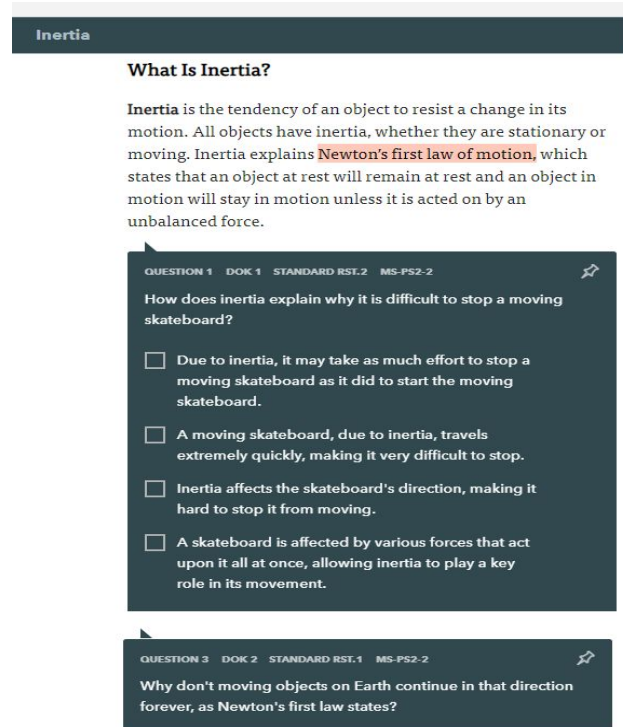 Inertia
What Is Inertia?
Inertia is the tendency of an object to resist a change in its
motion. All objects have inertia, whether they are stationary or
moving. Inertia explains Newton's first law of motion, which
states that an object at rest will remain at rest and an object in
motion will stay in motion unless it is acted on by an
unbalanced force.
QUESTION 1 DOK 1 STANDARD RST.2 MS-PS2-2
How does inertia explain why it is difficult to stop a moving
skateboard?
Due to inertia, it may take as much effort to stop a
moving skateboard as it did to start the moving
skateboard.
A moving skateboard, due to inertia, travels
extremely quickly, making it very difficult to stop.
Inertia affects the skateboard's direction, making it
hard to stop it from moving.
A skateboard is affected by various forces that act
upon it all at once, allowing inertia to play a key
role in its movement.
QUESTION 3 DOK 2 STANDARD RST.1 MS-PS2-2
Why don't moving objects on Earth continue in that direction
forever, as Newton's first law states?